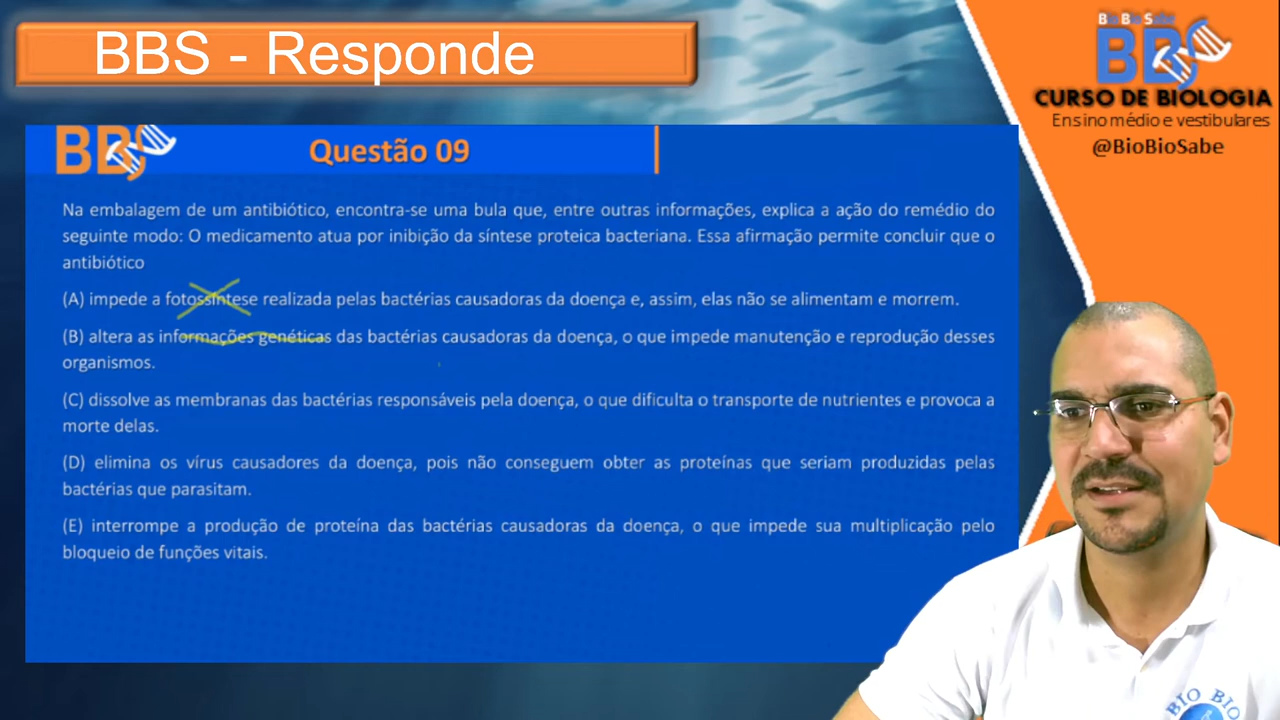 BBS - Responde
Bio Bio Sabe
BBS
CURSO DE BIOLOGIA
Ensino médio e vestibulares
@BioBioSabe
BBS
Questão 09
Na embalagem de um antibiótico, encontra-se uma bula que, entre outras informações, explica a ação do remédio do
seguinte modo: O medicamento atua por inibição da síntese proteica bacteriana. Essa afirmação permite concluir que o
antibiótico
(A) impede a fotossíntese realizada pelas bactérias causadoras da doença e, assim, elas não se alimentam e morrem.
(B) altera as informações genéticas das bactérias causadoras da doença, o que impede manutenção e reprodução desses
organismos.
(C) dissolve as membranas das bactérias responsáveis pela doença, o que dificulta o transporte de nutrientes e provoca a
morte delas.
(D) elimina os vírus causadores da doença, pois não conseguem obter as proteínas que seriam produzidas pelas
bactérias que parasitam.
(E) interrompe a produção de proteína das bactérias causadoras da doença, o que impede sua multiplicação pelo
bloqueio de funções vitais.
BIO BIO